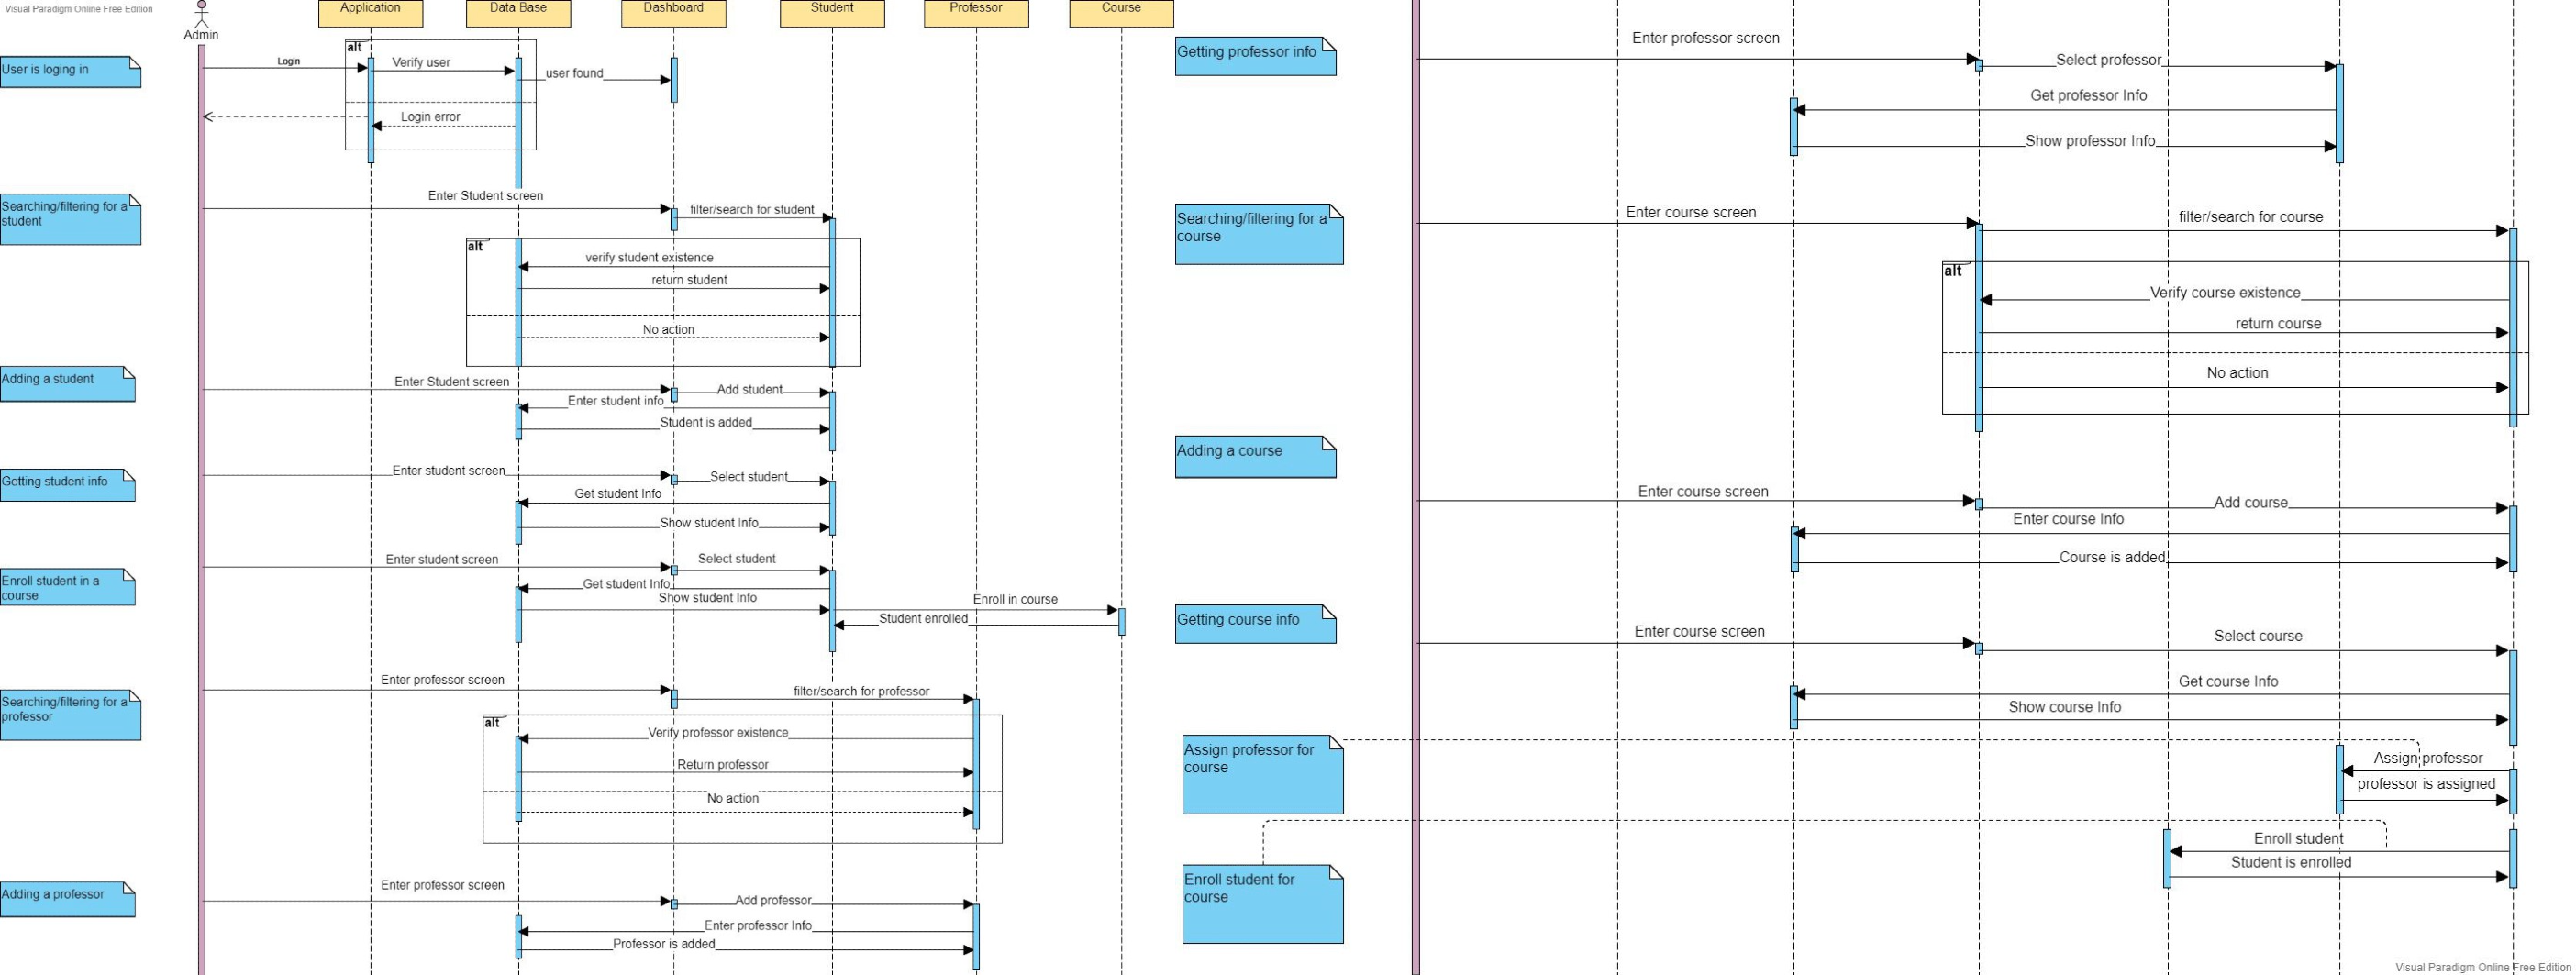 Visual Paradigm Online Free Edition
Admin
Application
Data Base
Dashboard
Student
Professor
Course
User is loging in
alt
Login
Verify user
user found
Login error
Searching/filtering for a
student
Enter Student screen
filter/search for student
alt
verify student existence
return student
No action
Adding a student
Enter Student screen
Add student
Enter student info
Student is added
Getting student info
Enter student screen
Select student
Get student Info
Show student Info
Enroll student in a
course
Enter student screen
Select student
Get student Info
Show student Info
Enroll in course
Student enrolled
Searching/filtering for a
professor
Enter professor screen
filter/search for professor
alt
Verify professor existence
Return professor
No action
Adding a professor
Enter professor screen
Add professor
Enter professor Info
Professor is added
Getting professor info
Enter professor screen
Select professor
Get professor Info
Show professor Info
Searching/filtering for a
course
Enter course screen
filter/search for course
alt
Verify course existence
return course
No action
Adding a course
Enter course screen
Add course
Enter course Info
Course is added
Getting course info
Enter course screen
Select course
Get course Info
Show course Info
Assign professor for
course
Assign professor
professor is assigned
Enroll student for
course
Enroll student
Student is enrolled
Visual Paradigm Online Free Edition